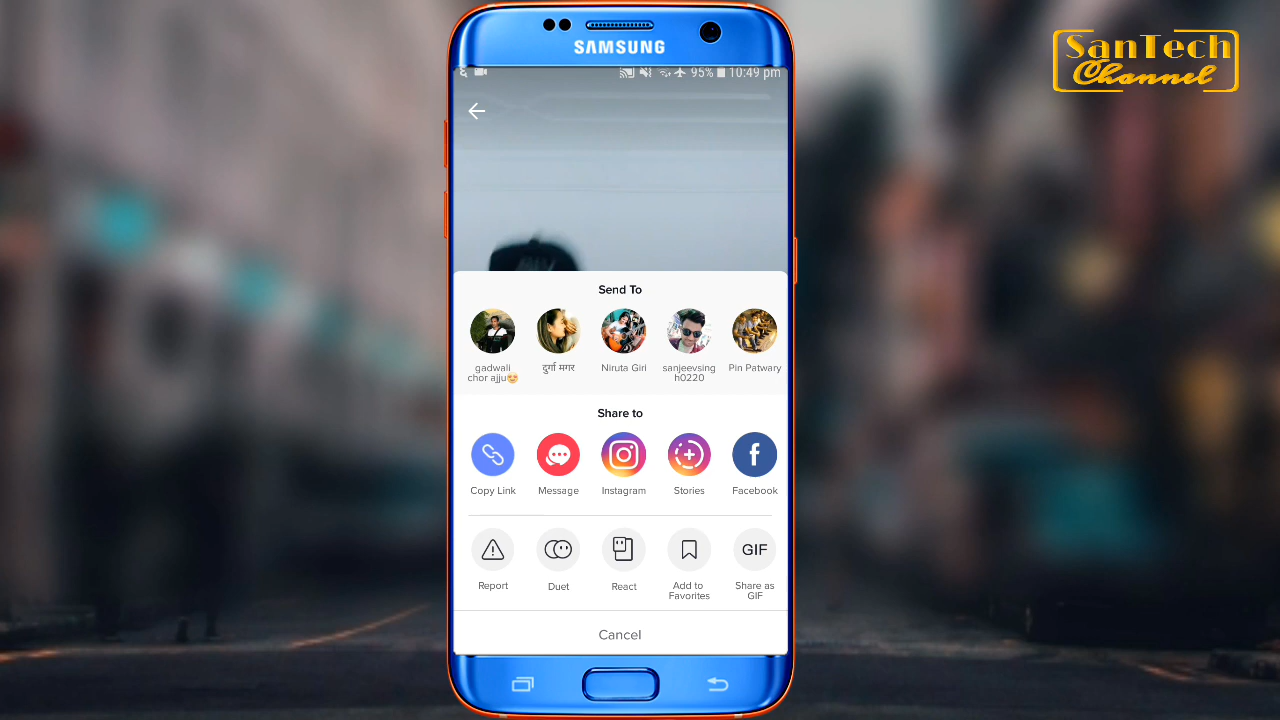 SanTech
Channel
SAMSUNG
95% 10:49 pm
Send To
gadwali
chor ajju😊
दुर्गा मगर
Niruta Giri
sanjeevsing
h0220
Pin Patwary
Share to
Copy Link
Message
Instagram
Stories
Facebook
GIF
Report
Duet
React
Add to
Favorites
Share as
GIF
Cancel